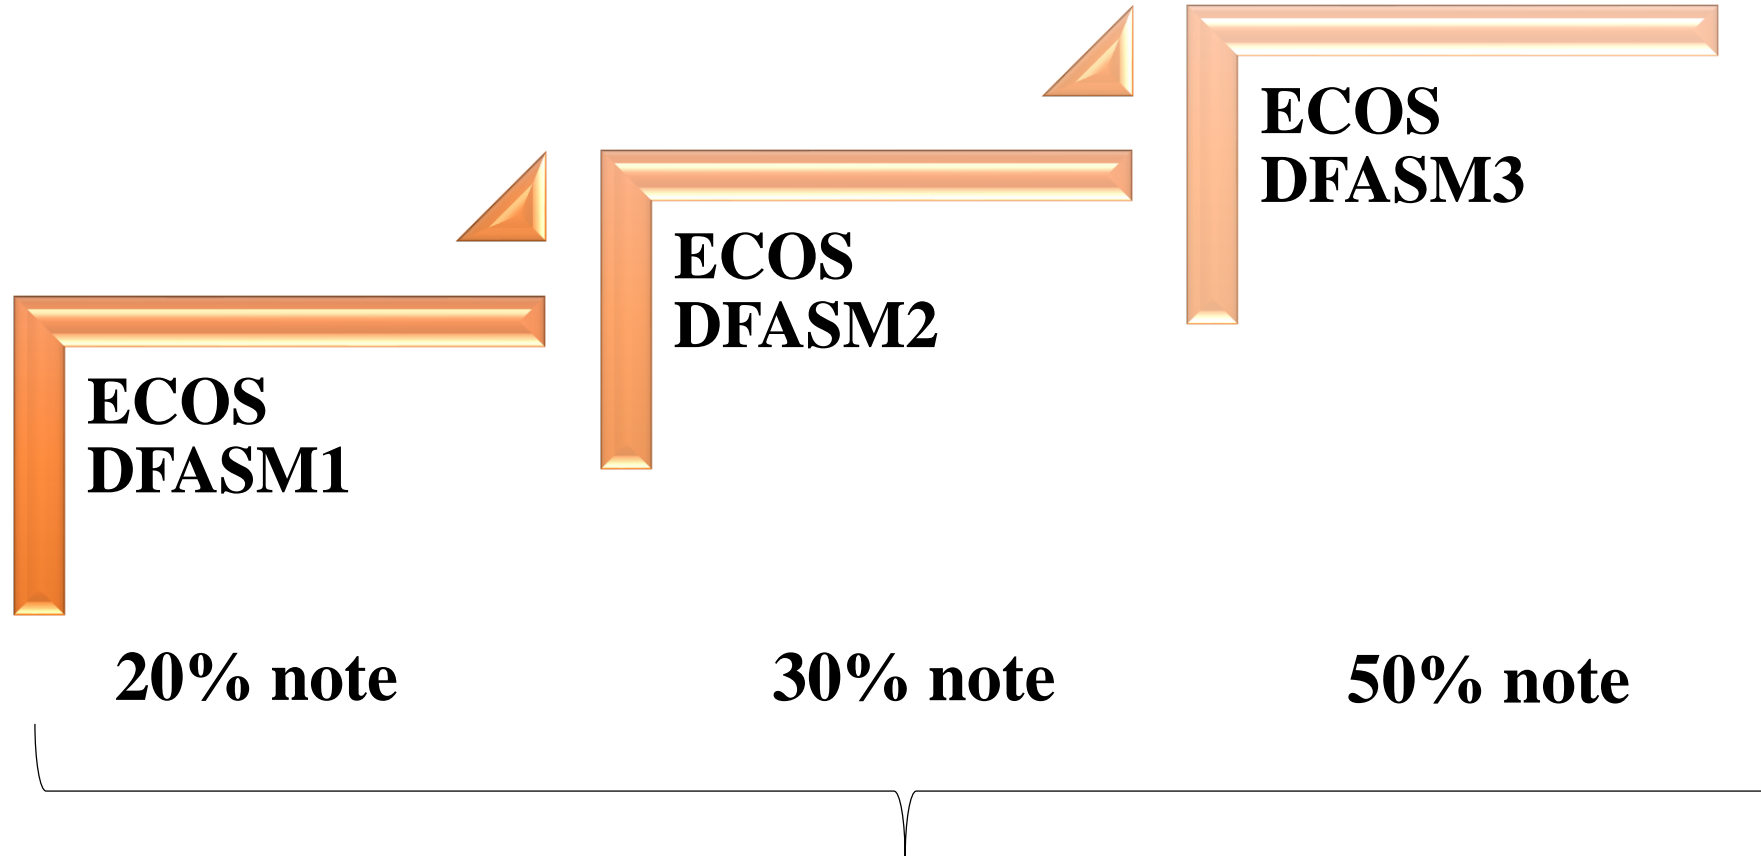 ECOS
DFASM1
ECOS
DFASM2
ECOS
DFASM3
20% note
30% note
50% note